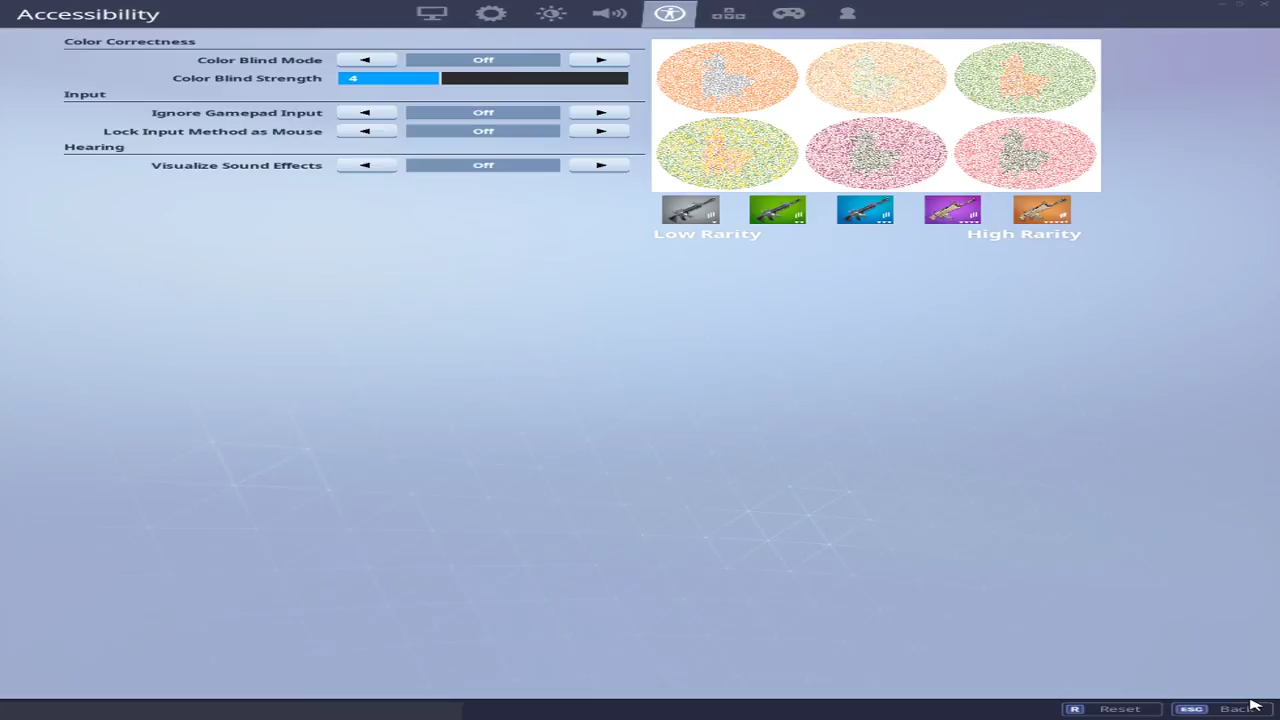 Accessibility
Color Correctness
Color Blind Mode Off
Color Blind Strength 4
Input
Ignore Gamepad Input Off
Lock Input Method as Mouse Off
Hearing
Visualize Sound Effects Off
Low Rarity High Rarity
R Reset ESC Back